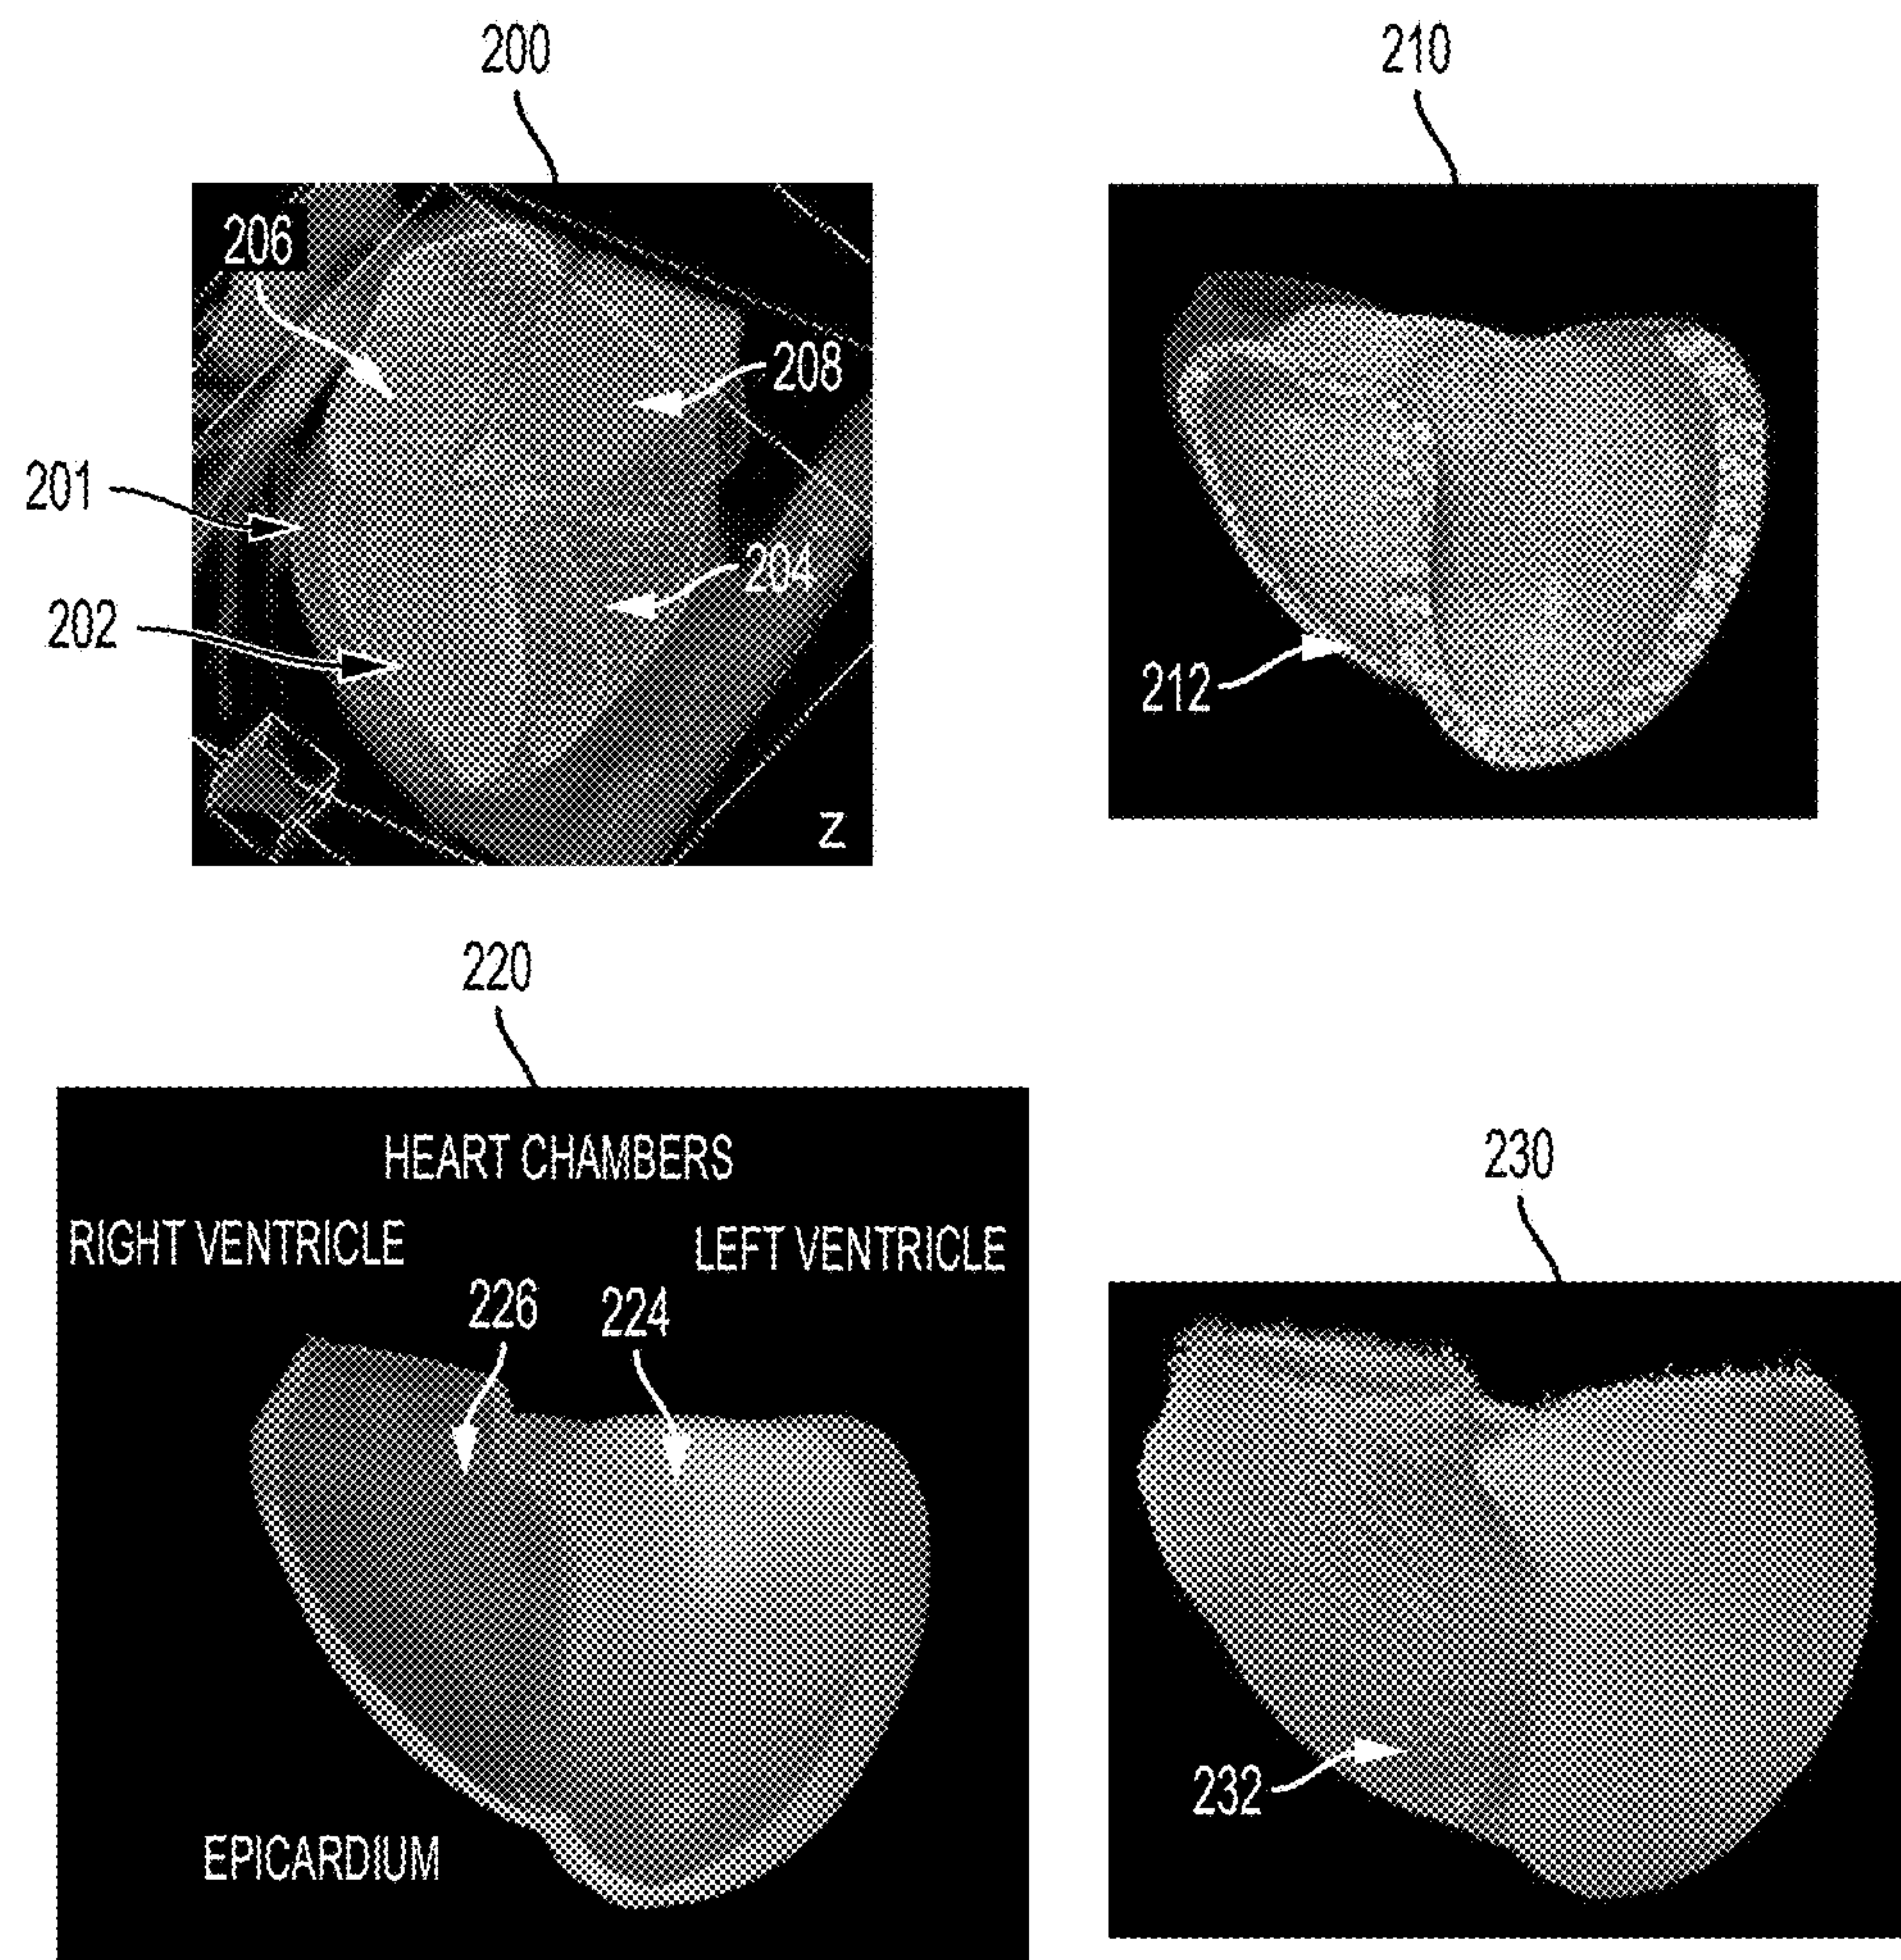 200
210
206
208
201
204
202
212
Z
220
HEART CHAMBERS
230
RIGHT VENTRICLE
LEFT VENTRICLE
226
224
232
EPICARDIUM